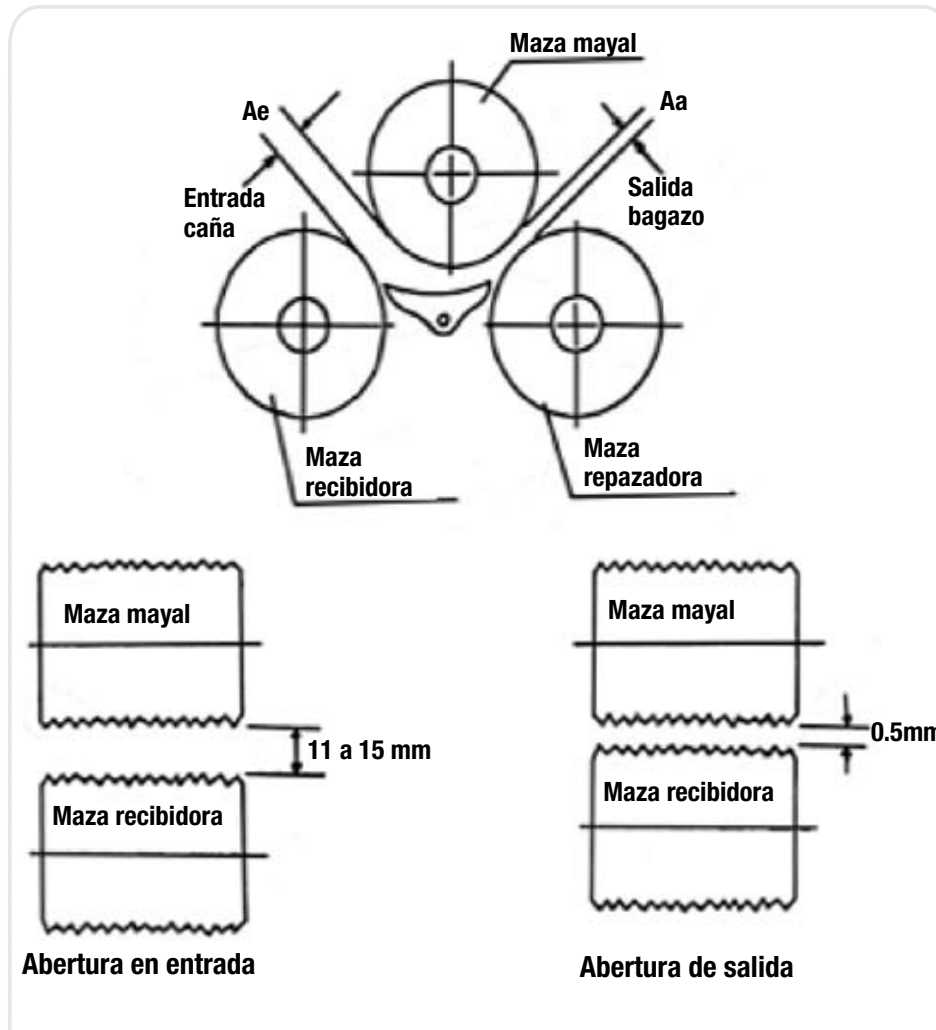 Maza mayal
Ae
Aa
Entrada
caña
Salida
bagazo
Maza
recibidora
Maza
repazadora
Maza mayal
11 a 15 mm
Maza recibidora
Abertura en entrada
Maza mayal
0.5mm
Maza recibidora
Abertura de salida